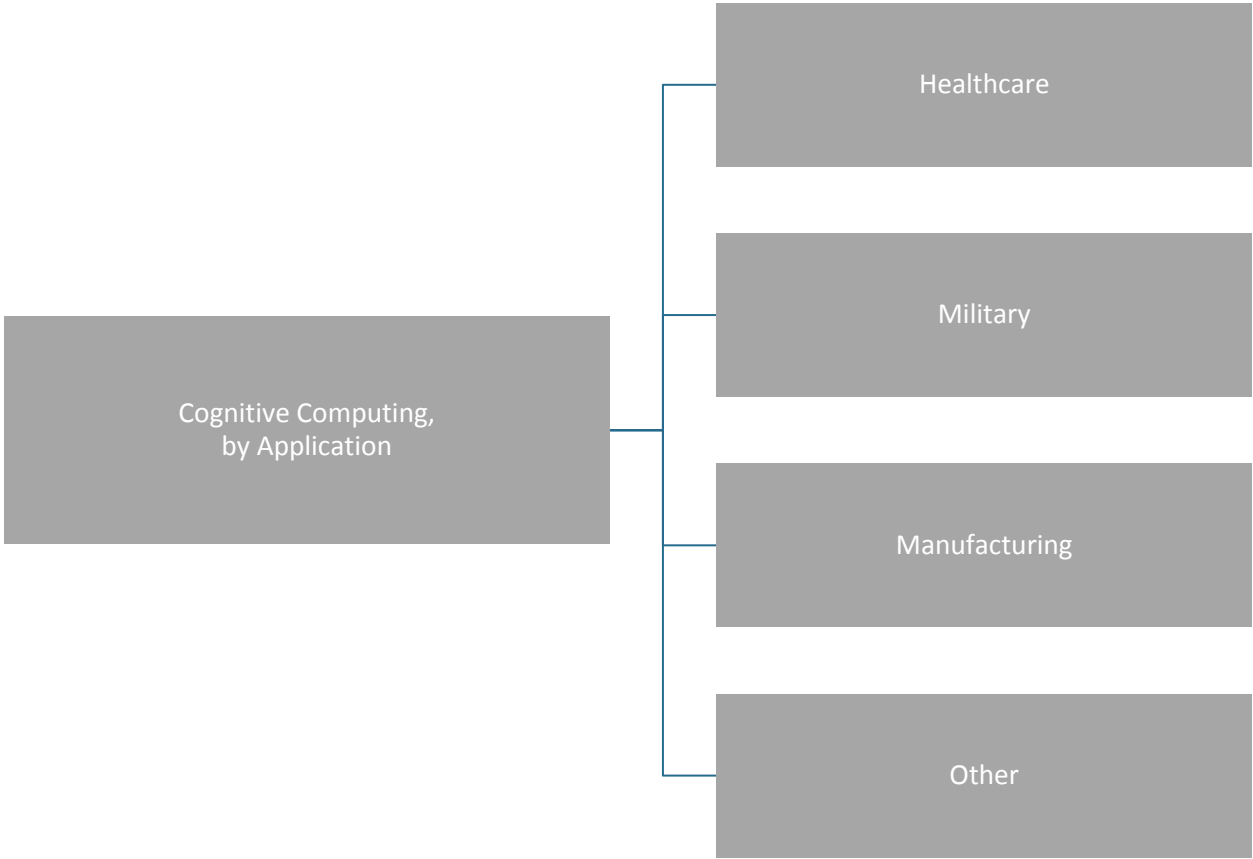 Healthcare
Military
Cognitive Computing,
by Application
Manufacturing
Other